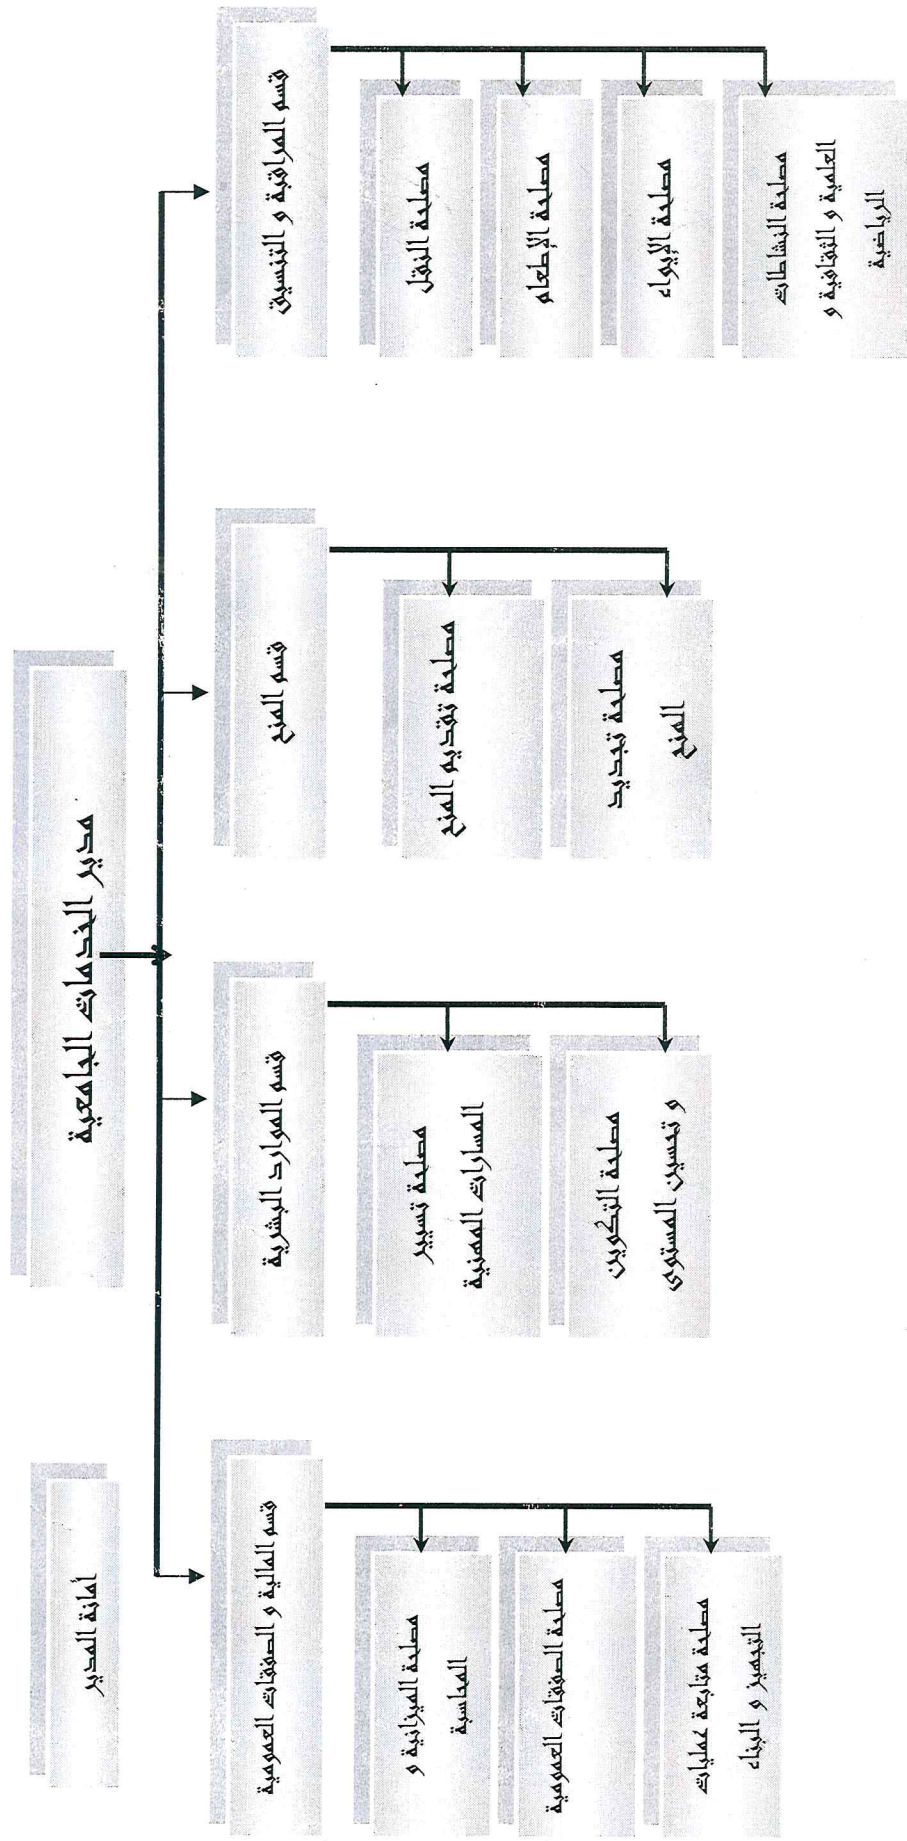 مدير الخدمات الجامعية
أمانة المدير
قسم المراقبة و التنسيق
مصلحة النقل
مصلحة الإطعام
مصلحة الإيواء
مصلحة النشاطات
العلمية و الثقافية و
الرياضية
قسم المنح
مصلحة تقديم المنح
مصلحة تجديد
المنح
قسم الموارد البشرية
مصلحة تسيير
المسارات المهنية
مصلحة التكوين
و تحسين المستوى
قسم المالية و الصفقات العمومية
مصلحة الميزانية و
المحاسبة
مصلحة الصفقات العمومية
مصلحة متابعة عمليات
التجهيز و البناء